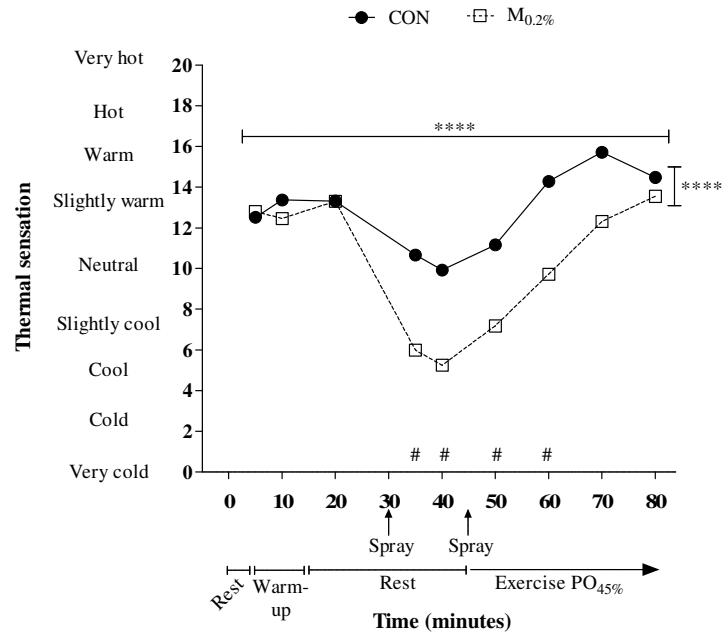 CON M0.2%
Very hot
Hot
Warm
Slightly warm
Neutral
Slightly cool
Cool
Cold
Very cold
Thermal sensation
20
18
16
14
12
10
8
6
4
2
0
****
****
# # # #
0 10 20 30 40 50 60 70 80
Spray Spray
Rest Warm-
up Rest Exercise PO45%
Time (minutes)